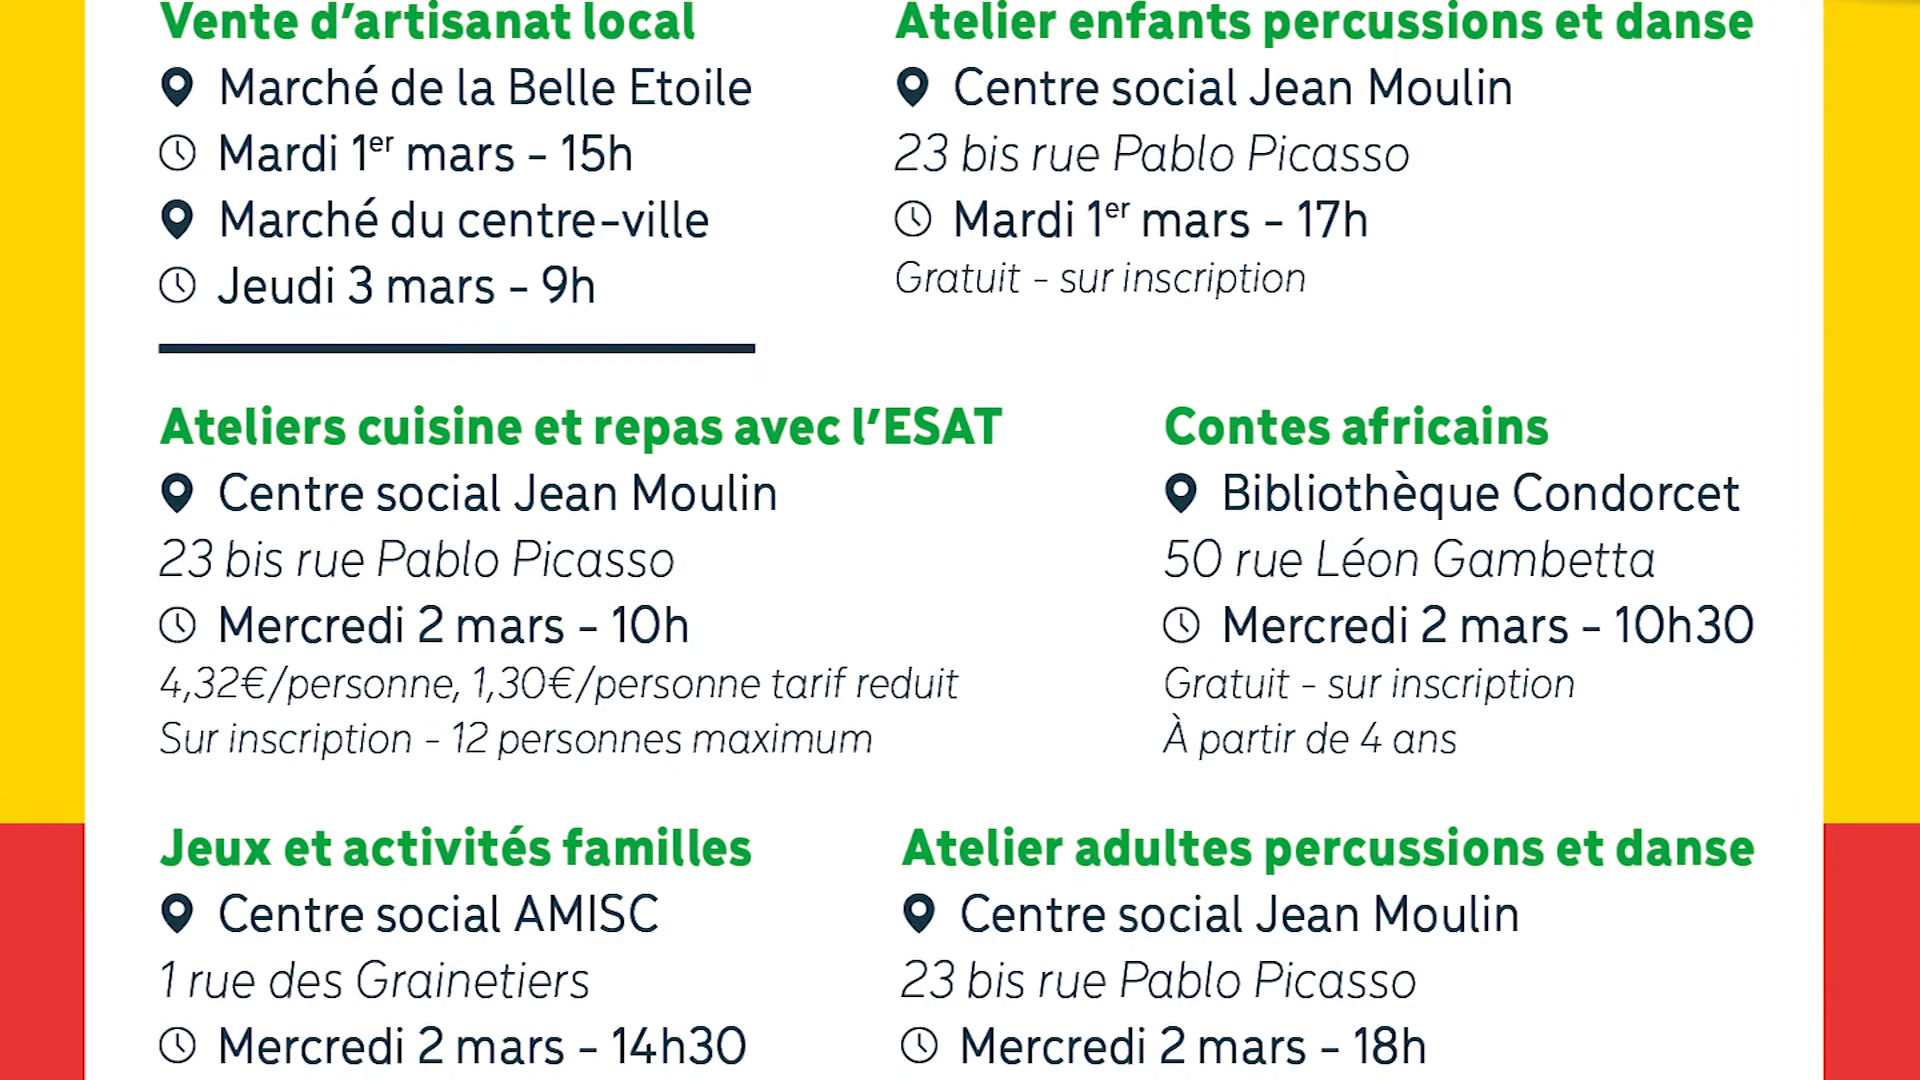 Vente d’artisanat local
Marché de la Belle Etoile
Mardi 1er mars - 15h
Marché du centre-ville
Jeudi 3 mars - 9h
Atelier enfants percussions et danse
Centre social Jean Moulin
23 bis rue Pablo Picasso
Mardi 1er mars - 17h
Gratuit - sur inscription
Ateliers cuisine et repas avec l’ESAT
Centre social Jean Moulin
23 bis rue Pablo Picasso
Mercredi 2 mars - 10h
4,32€/personne, 1,30€/personne tarif reduit
Sur inscription - 12 personnes maximum
Contes africains
Bibliothèque Condorcet
50 rue Léon Gambetta
Mercredi 2 mars - 10h30
Gratuit - sur inscription
À partir de 4 ans
Jeux et activités familles
Centre social AMISC
1 rue des Grainetiers
Mercredi 2 mars - 14h30
Atelier adultes percussions et danse
Centre social Jean Moulin
23 bis rue Pablo Picasso
Mercredi 2 mars - 18h